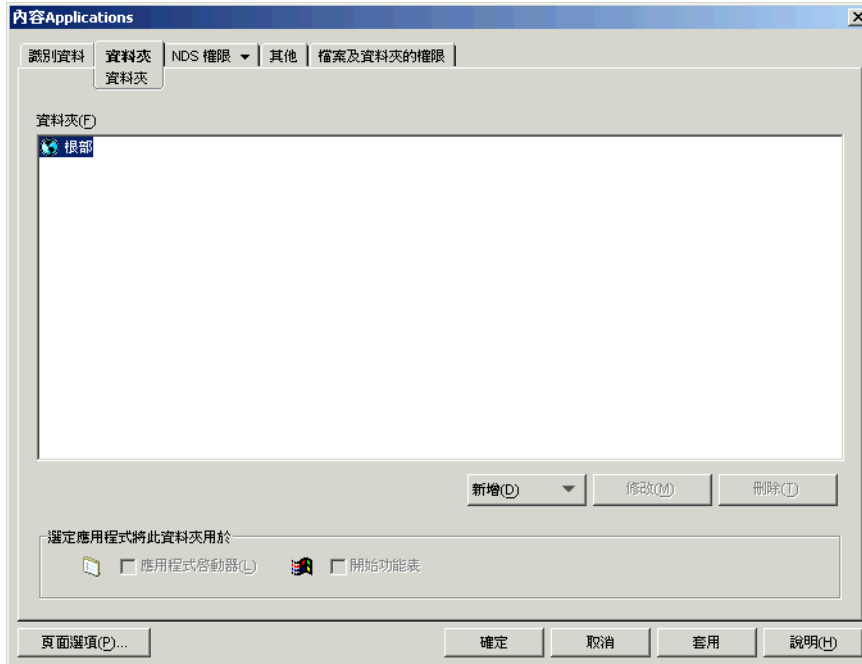 內容Applications
識別資料 資料夾 NDS 權限 其他 檔案及資料夾的權限
資料夾
資料夾(F)
根部
新增(D) 修改(M) 刪除(T)
選定應用程式將此資料夾用於
應用程式啟動器(L) 開始功能表
頁面選項(P)... 確定 取消 套用 說明(H)